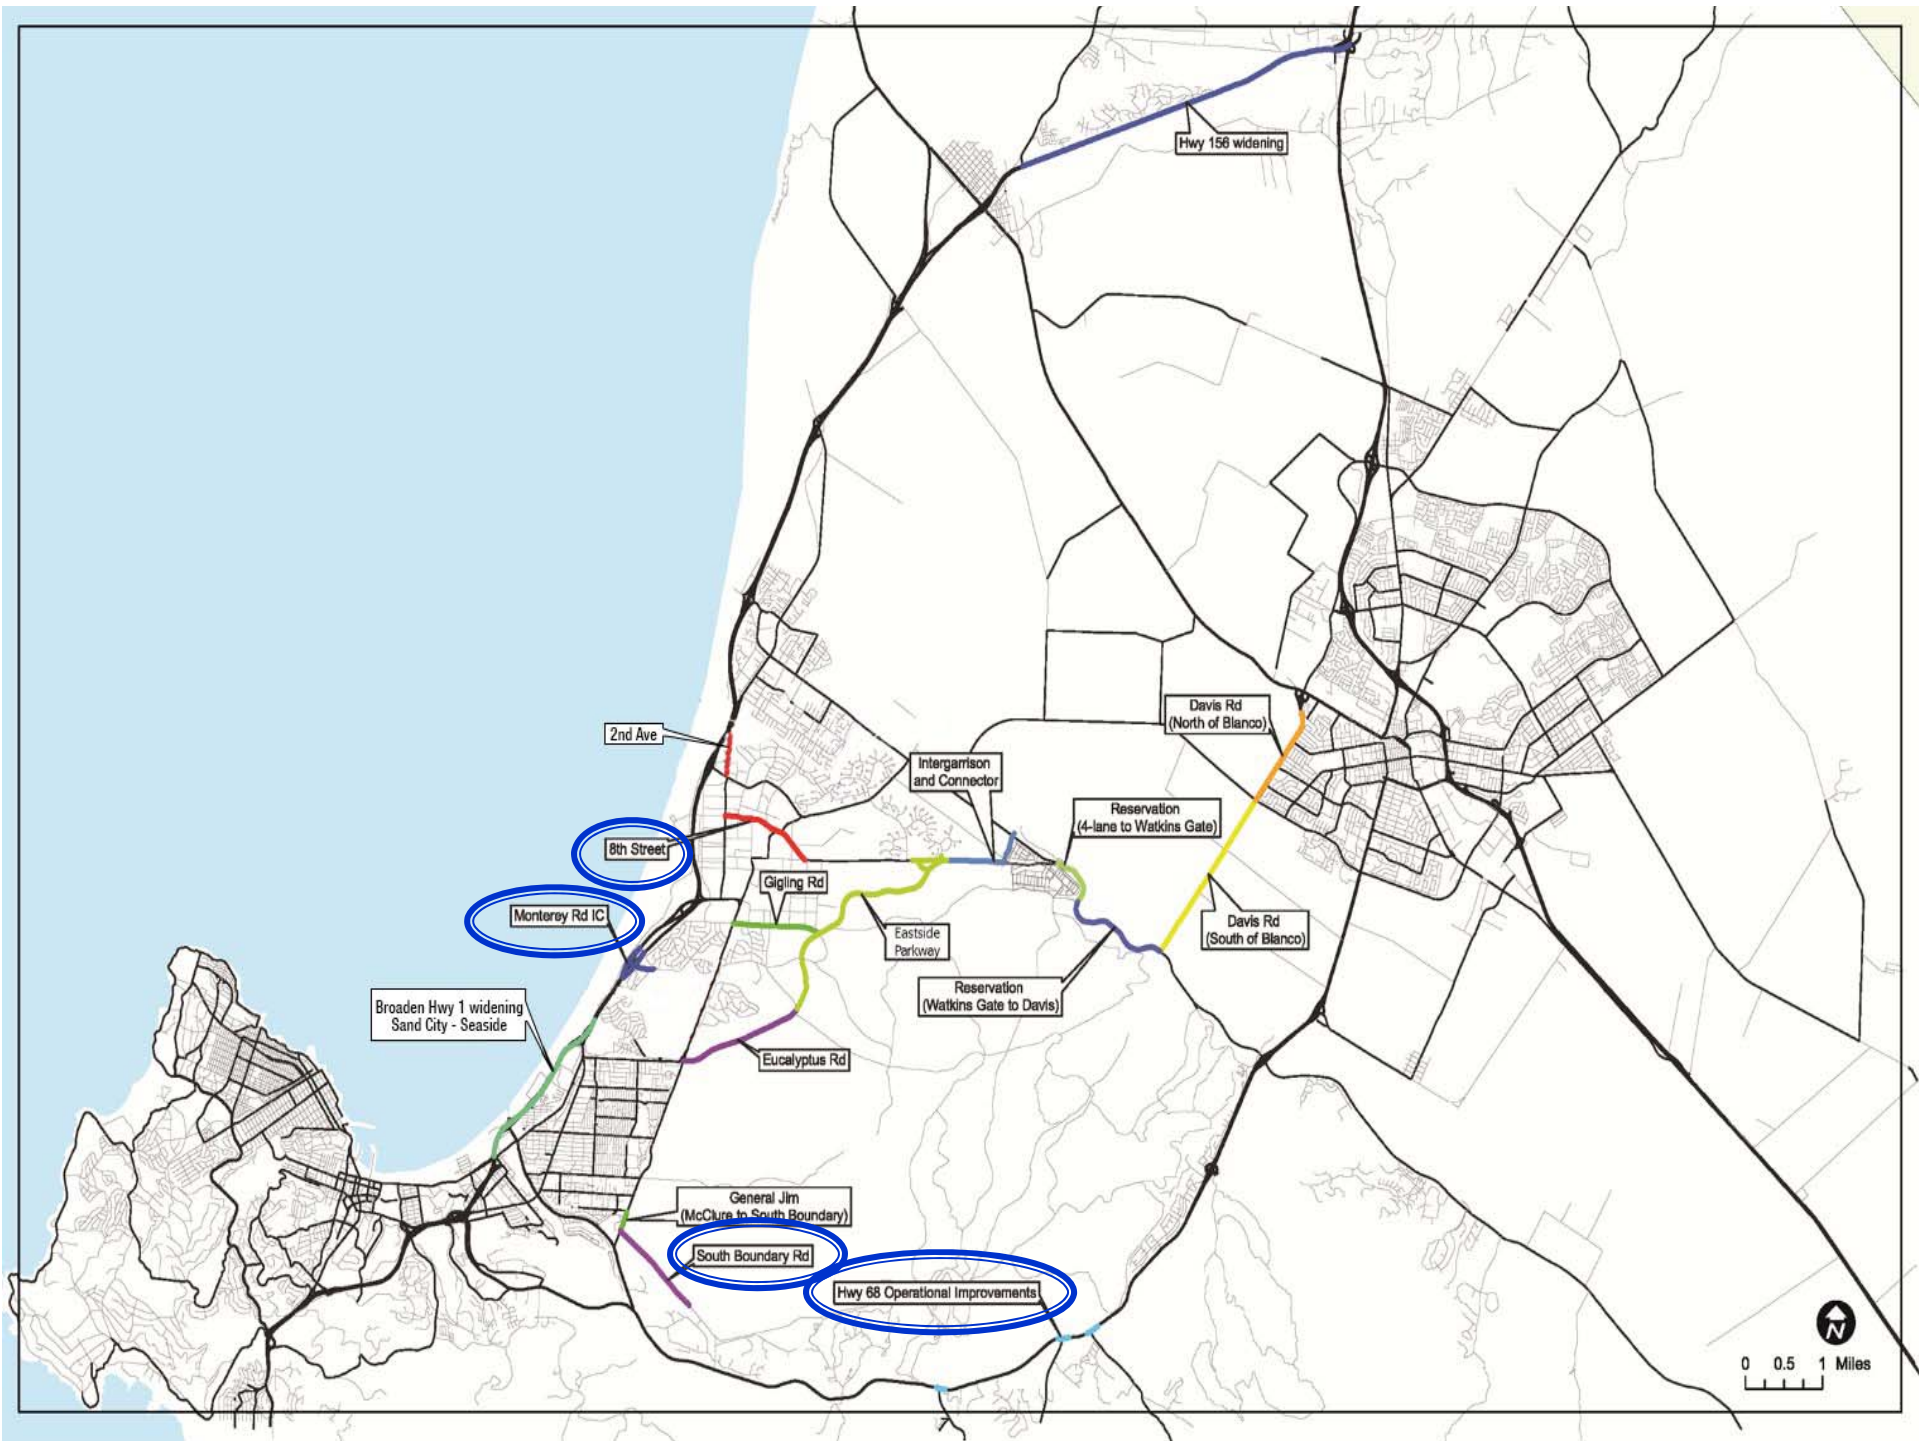 Hwy 156 widening
2nd Ave
Davis Rd
(North of Blanco)
Intergarrison
and Connector
Reservation
(4-lane to Watkins Gate)
8th Street
Gigling Rd
Monterey Rd IC
Eastside
Parkway
Davis Rd
(South of Blanco)
Reservation
(Watkins Gate to Davis)
Broaden Hwy 1 widening
Sand City - Seaside
Eucalyptus Rd
General Jim
(McClure to South Boundary)
South Boundary Rd
Hwy 68 Operational Improvements
N
0 0.5 1 Miles